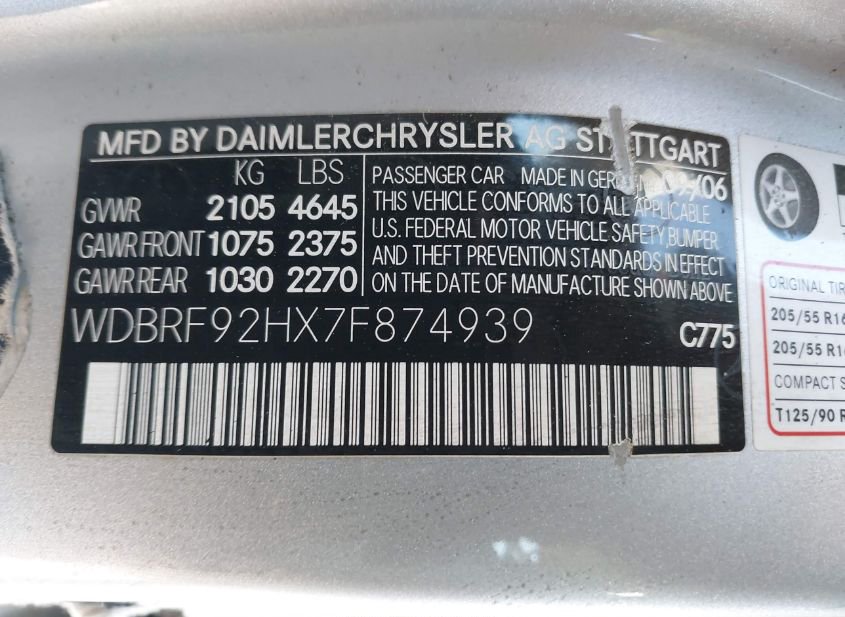 MFD BY DAIMLERCHRYSLER AG STUTTGART
KG LBS
GVWR 2105 4645
GAWR FRONT 1075 2375
GAWR REAR 1030 2270
PASSENGER CAR MADE IN GERMANY 09/06
THIS VEHICLE CONFORMS TO ALL APPLICABLE
U.S. FEDERAL MOTOR VEHICLE SAFETY, BUMPER
AND THEFT PREVENTION STANDARDS IN EFFECT
ON THE DATE OF MANUFACTURE SHOWN ABOVE
WDBRF92HX7F874939 C775
ORIGINAL TIR
205/55 R16
205/55 R1
COMPACT S
T125/90 R